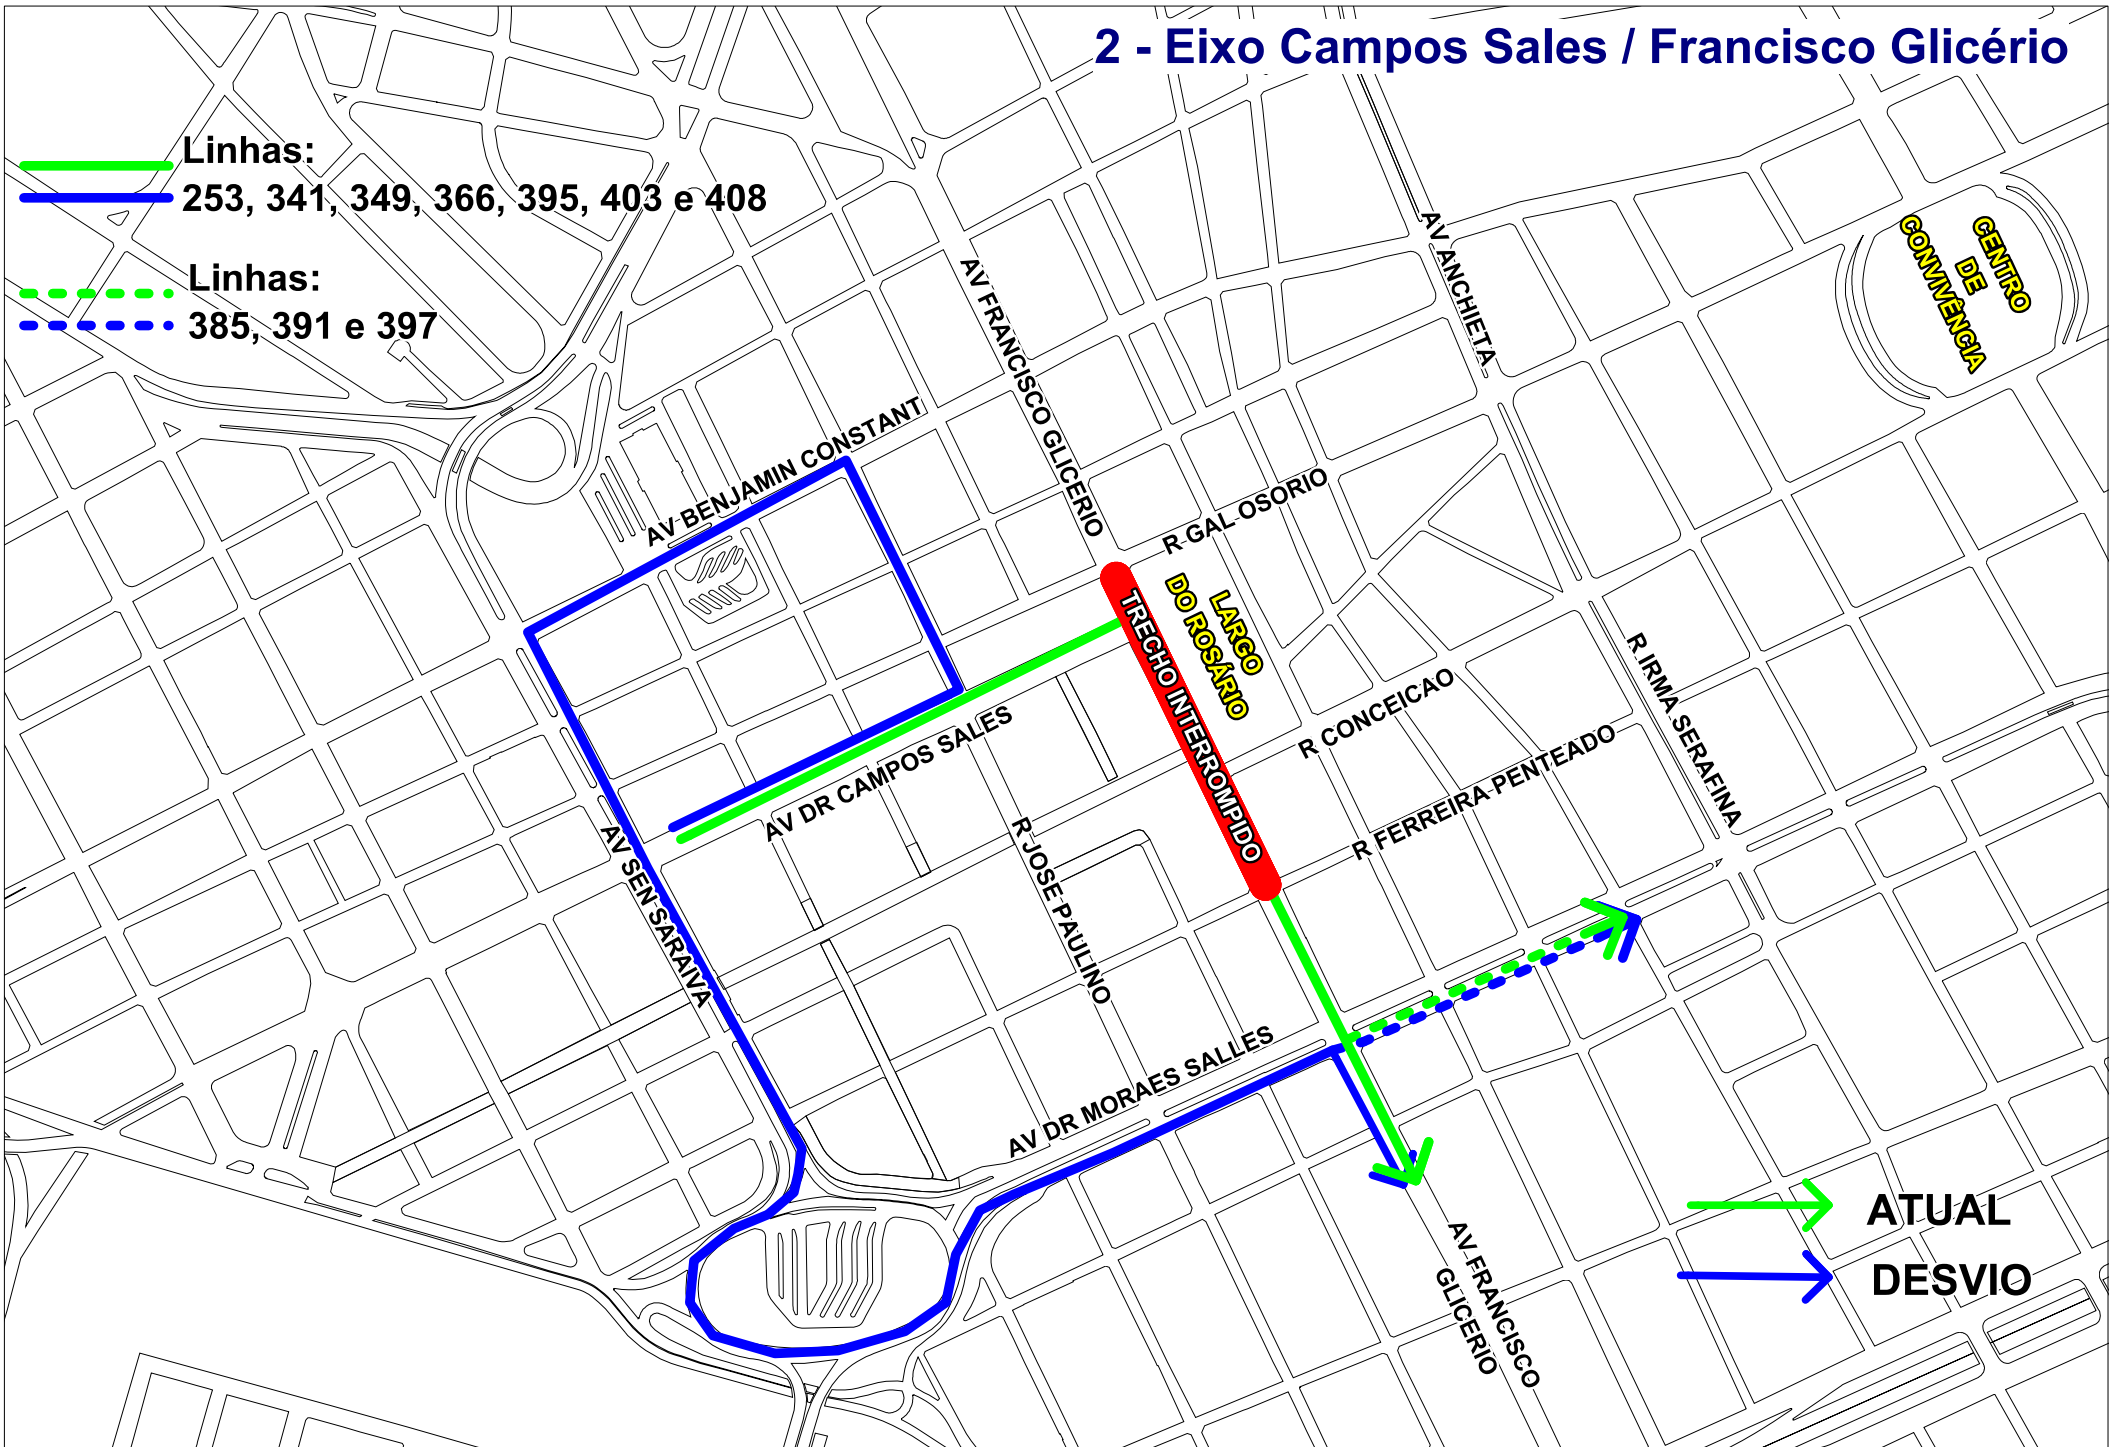 2 - Eixo Campos Sales / Francisco Glicério
Linhas:
253, 341, 349, 366, 395, 403 e 408
Linhas:
385, 391 e 397
AV ANCHIETA
CENTRO
DE
CONVIVÊNCIA
AV FRANCISCO GLICERIO
AV BENJAMIN CONSTANT
R GAL OSORIO
LARGO
DO ROSÁRIO
TRECHO INTERROMPIDO
R IRMA SERAFINA
R CONCEICAO
AV DR CAMPOS SALES
R FERREIRA PENTEADO
R JOSE PAULINO
AV SEN SARAIVA
AV DR MORAES SALLES
AV FRANCISCO
GLICERIO
ATUAL
DESVIO